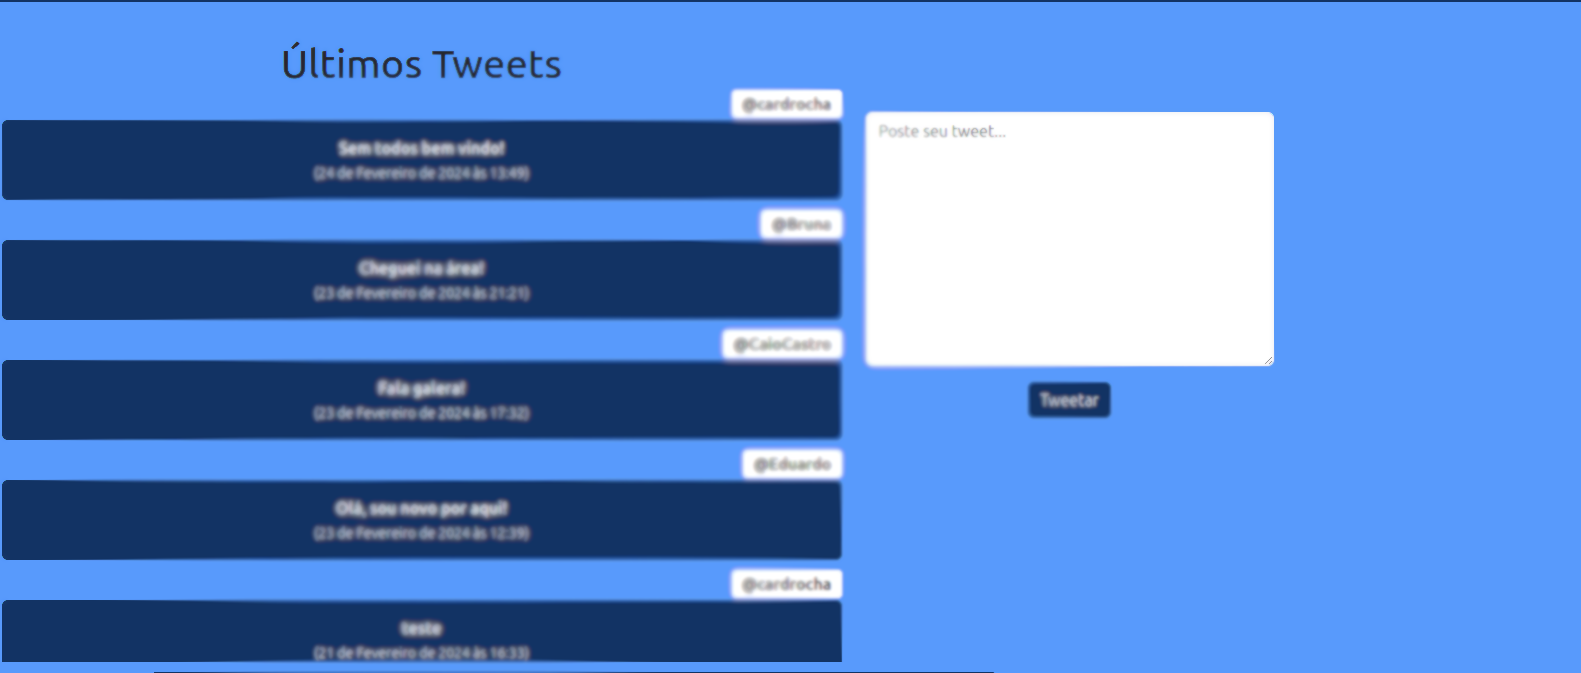 Últimos Tweets
@cardrocha
Sem todos bem vindo!
(24 de Fevereiro de 2024 às 13:49)
@Bruno
Cheguei na área!
(23 de Fevereiro de 2024 às 21:21)
@CaioCastro
Fala galera!
(23 de Fevereiro de 2024 às 17:32)
@Eduardo
Olá, sou novo por aqui!
(23 de Fevereiro de 2024 às 12:39)
@cardrocha
teste
(21 de Fevereiro de 2024 às 16:33)
Poste seu tweet...
Tweetar